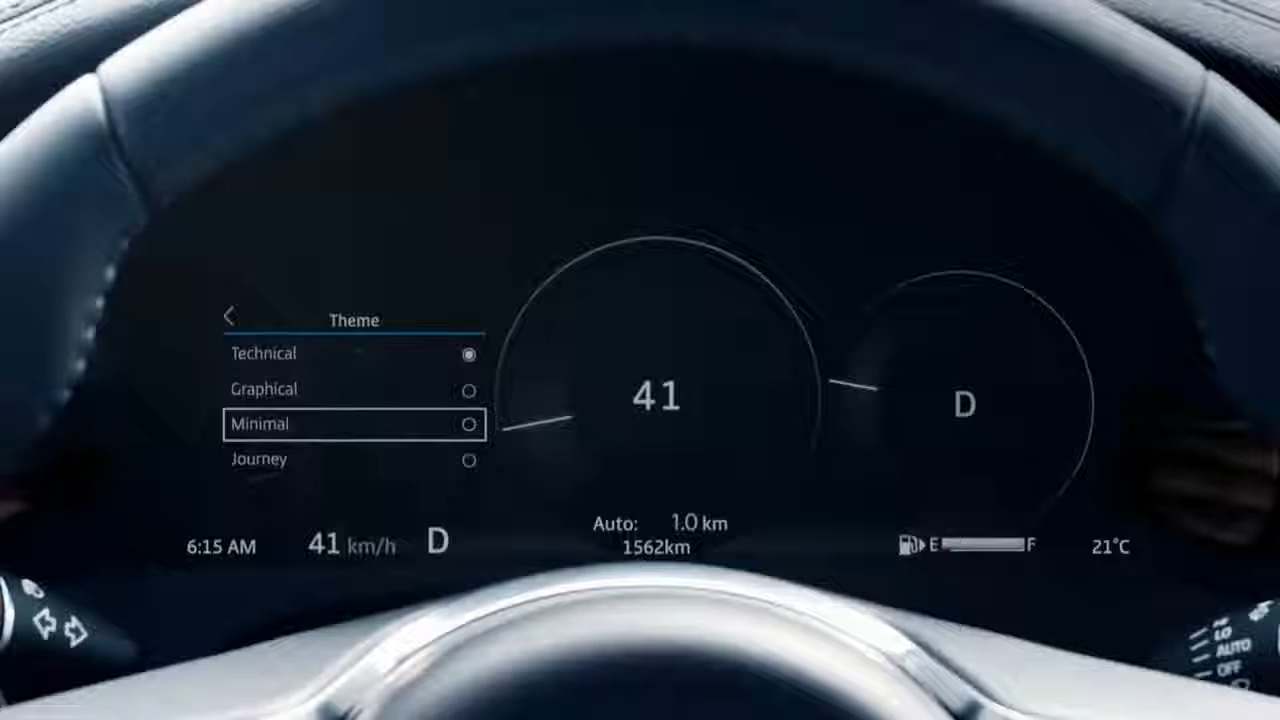 Theme
Technical
Graphical
Minimal
Journey
41
D
6:15 AM
41 km/h
D
Auto: 1.0 km
1562km
E F
21°C
LO
AUTO
OFF